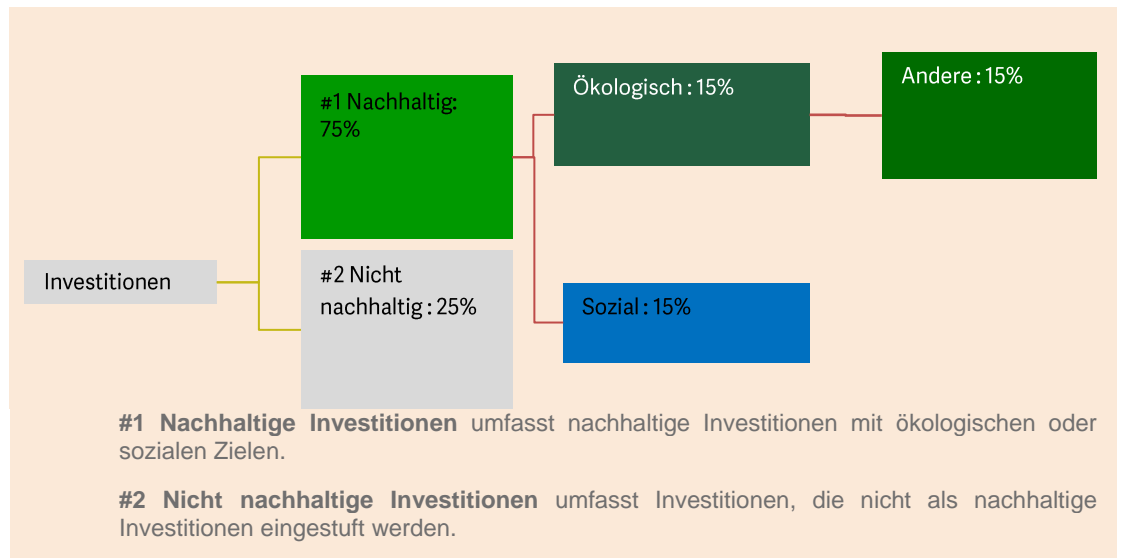 #1 Nachhaltig:
75%
Ökologisch : 15%
Andere : 15%
Investitionen
#2 Nicht
nachhaltig : 25%
Sozial : 15%
#1 Nachhaltige Investitionen umfasst nachhaltige Investitionen mit ökologischen oder
sozialen Zielen.
#2 Nicht nachhaltige Investitionen umfasst Investitionen, die nicht als nachhaltige
Investitionen eingestuft werden.